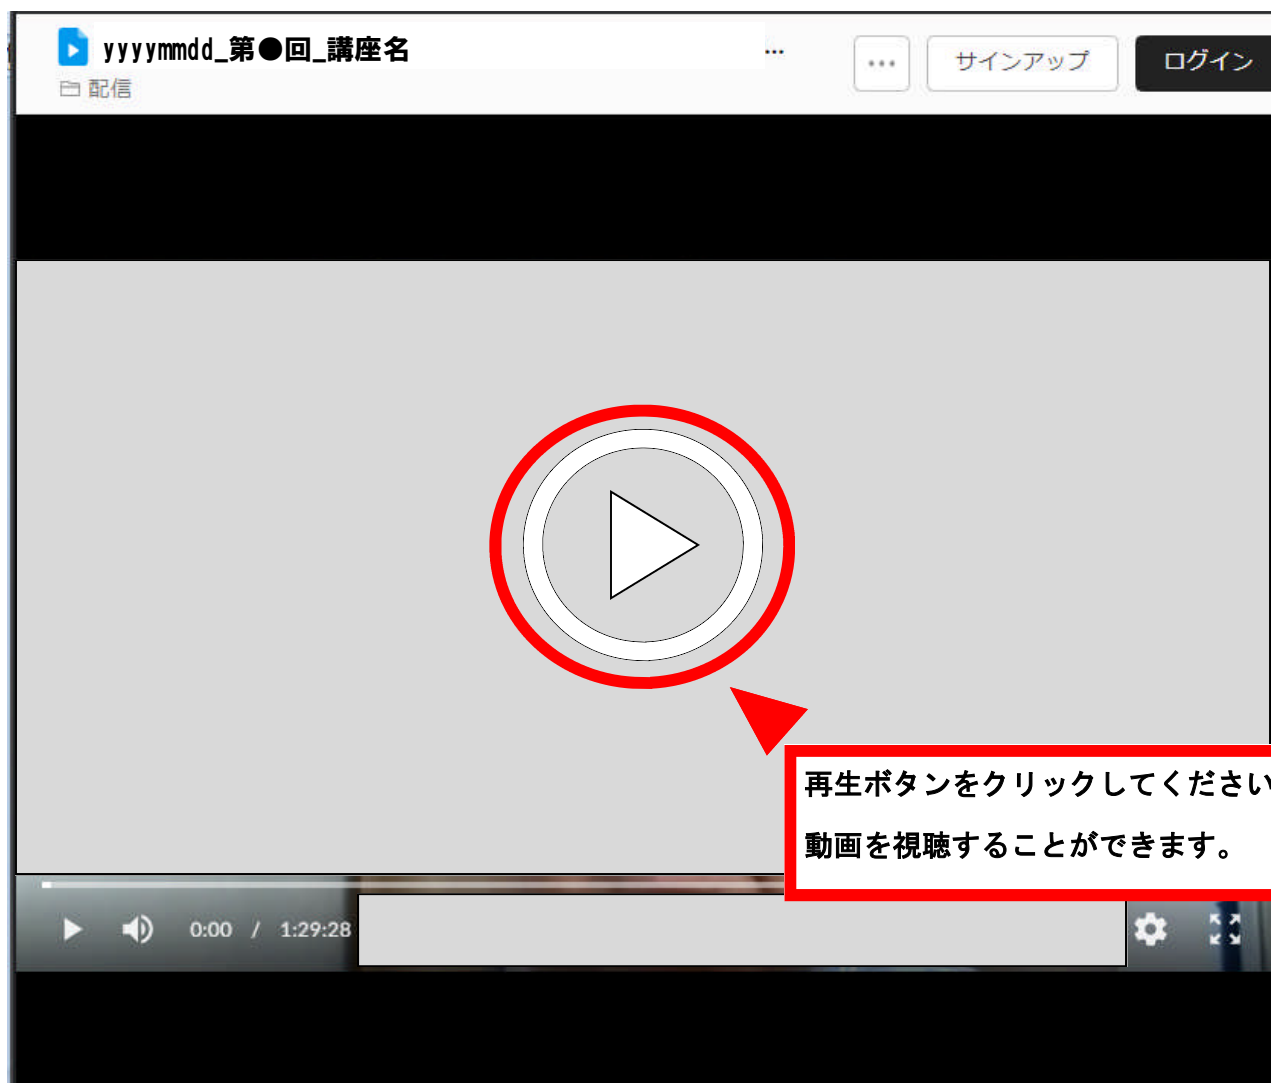 yyyymmdd_第●回_講座名
...
...
サインアップ
ログイン
配信
再生ボタンをクリックしてください
動画を視聴することができます。
0:00 / 1:29:28